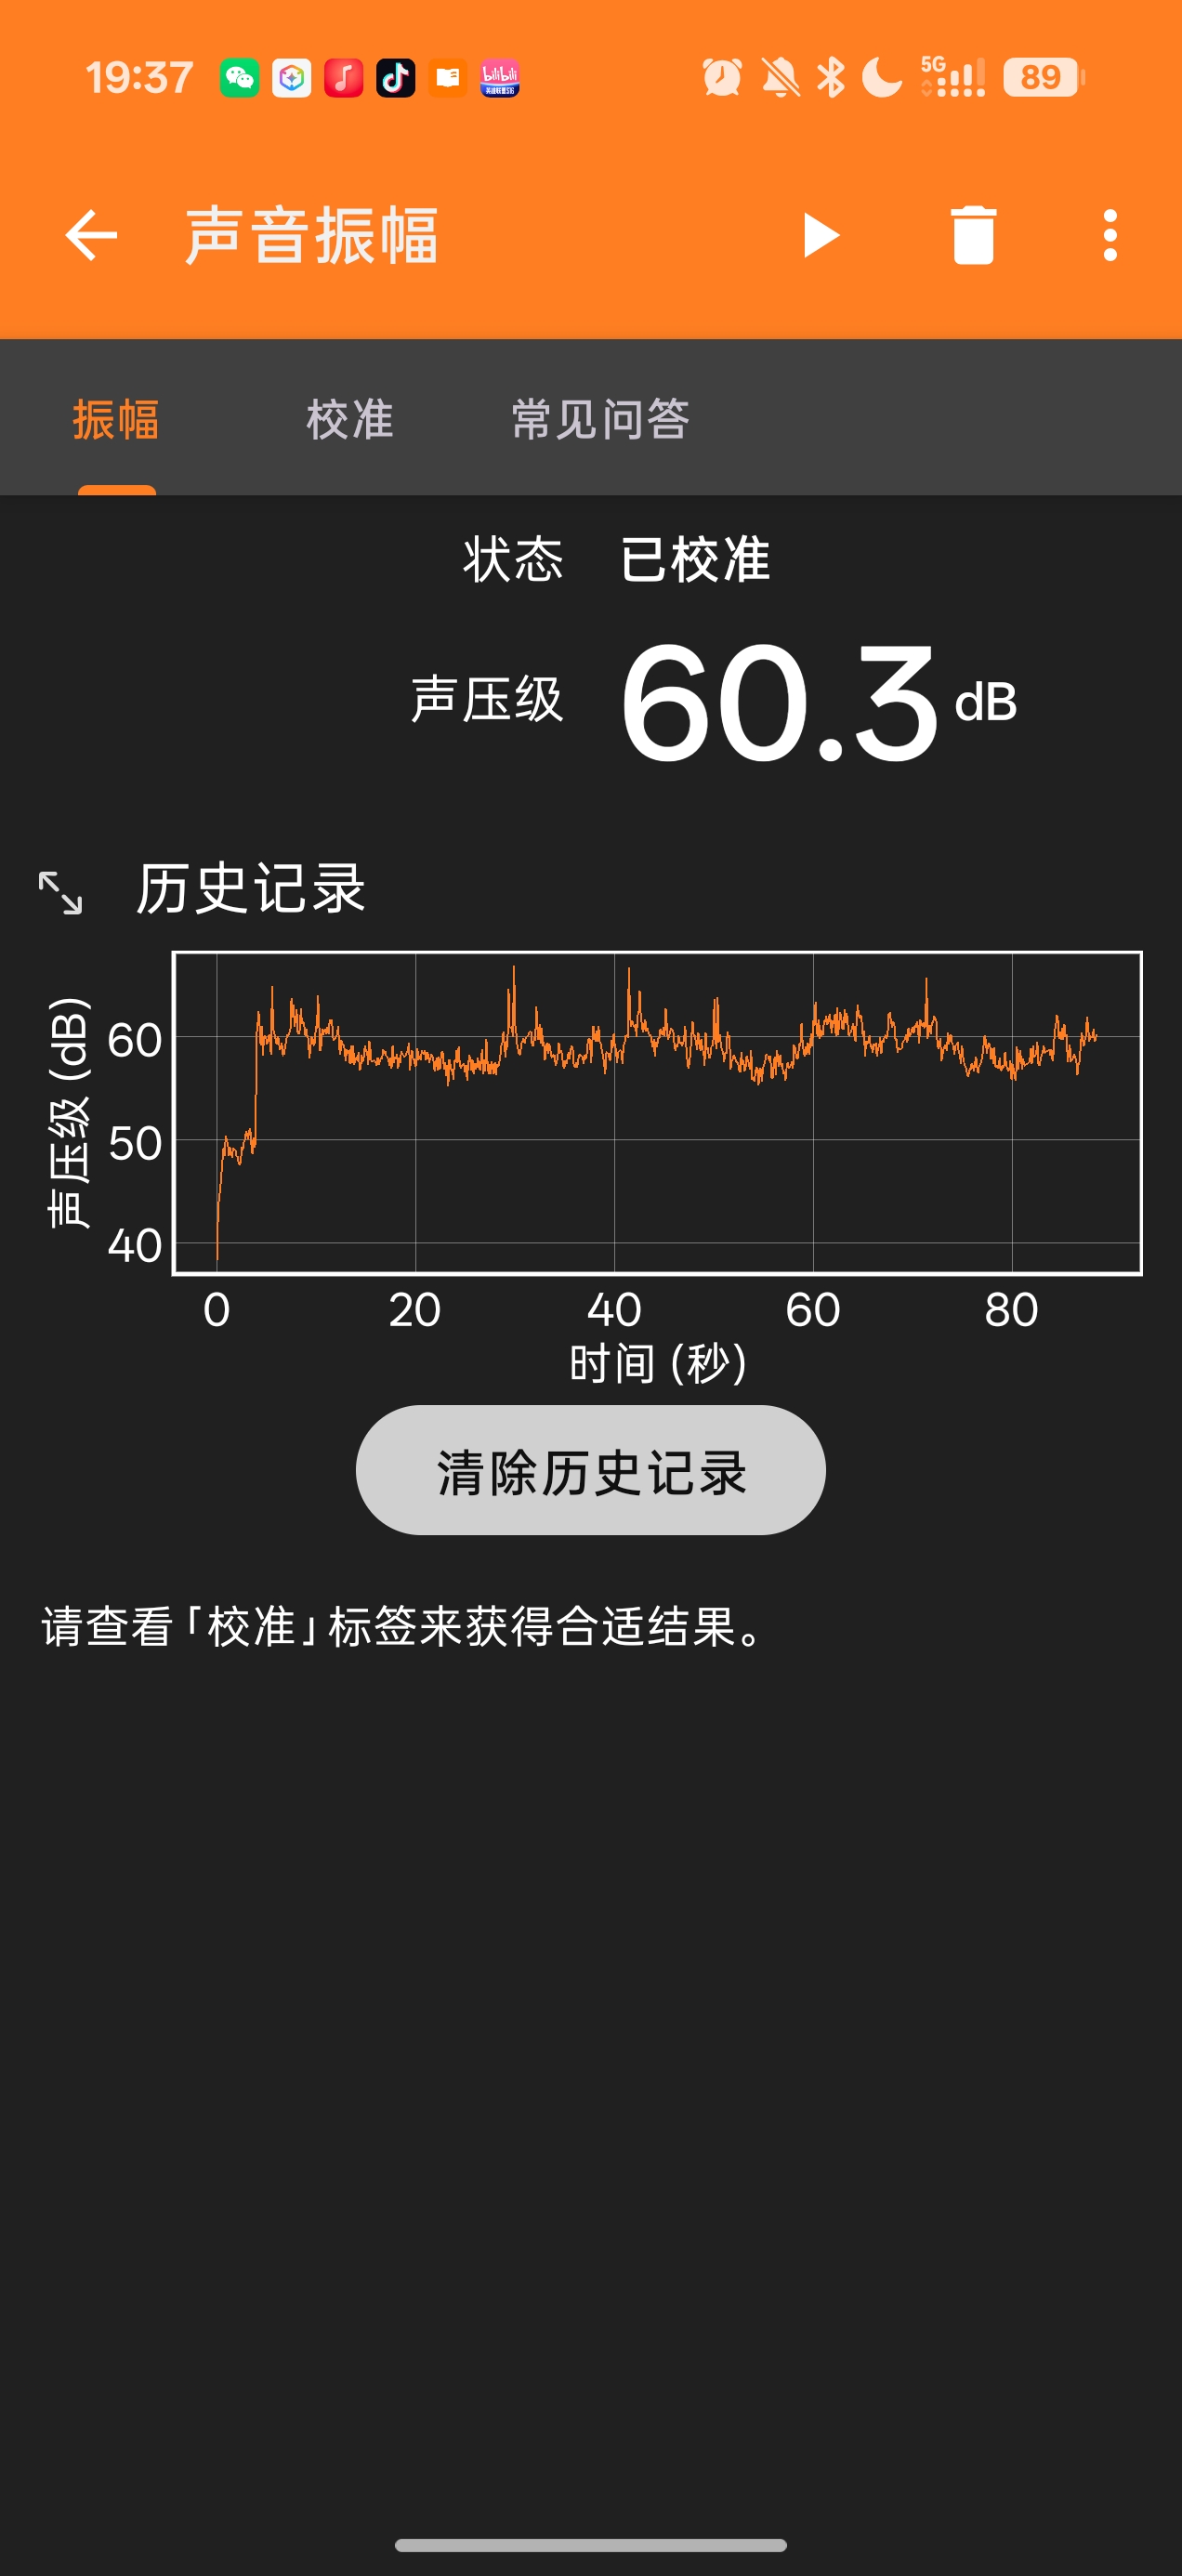 19:37 bilibili 5G 89
声音振幅
振幅 校准 常见问答
状态 已校准
声压级 60.3 dB
历史记录
声压级 (dB)
60
50
40
0 20 40 60 80
时间 (秒)
清除历史记录
请查看「校准」标签来获得合适结果。